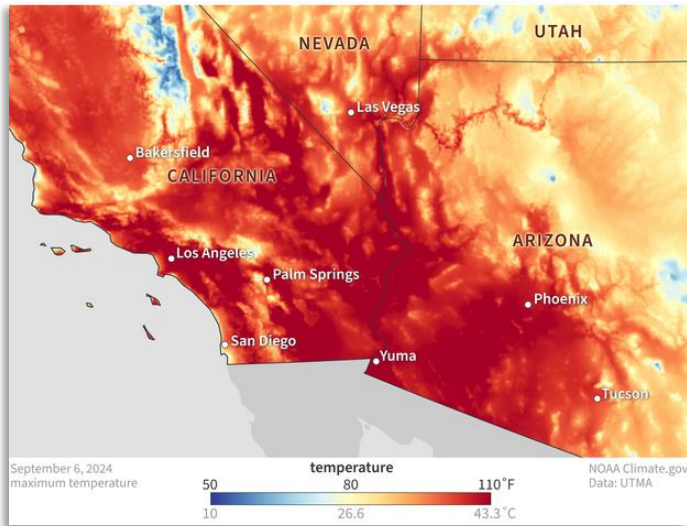 NEVADA
UTAH
Las Vegas
Bakersfield
CALIFORNIA
Los Angeles
ARIZONA
Palm Springs
Phoenix
San Diego
Yuma
Tucson
September 6, 2024
maximum temperature
temperature
50 80 110°F
10 26.6 43.3°C
NOAA Climate.gov
Data: UTMA